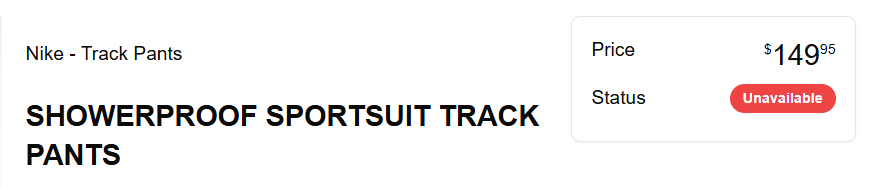 Nike - Track Pants
SHOWERPROOF SPORTSUIT TRACK
PANTS
Price
$14995
Status
Unavailable